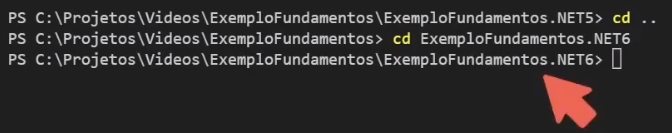 PS C:\Projetos\Videos\ExemploFundamentos\ExemploFundamentos.NET5> cd ..
PS C:\Projetos\Videos\ExemploFundamentos> cd ExemploFundamentos.NET6
PS C:\Projetos\Videos\ExemploFundamentos\ExemploFundamentos.NET6>